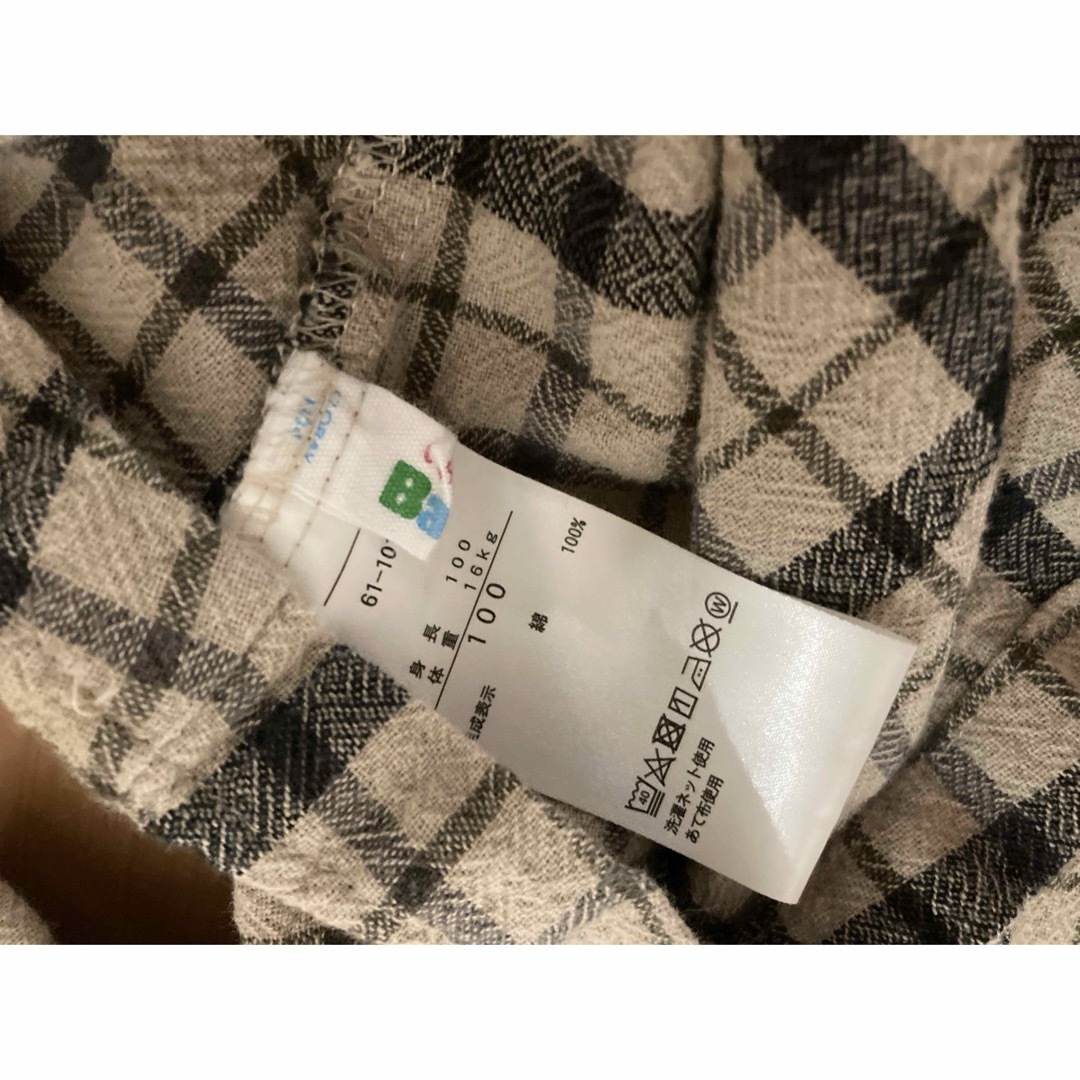 61-10
身長 100
体重 16kg
100
成表示
綿 100%
40
W
洗濯ネット使用
あて布使用